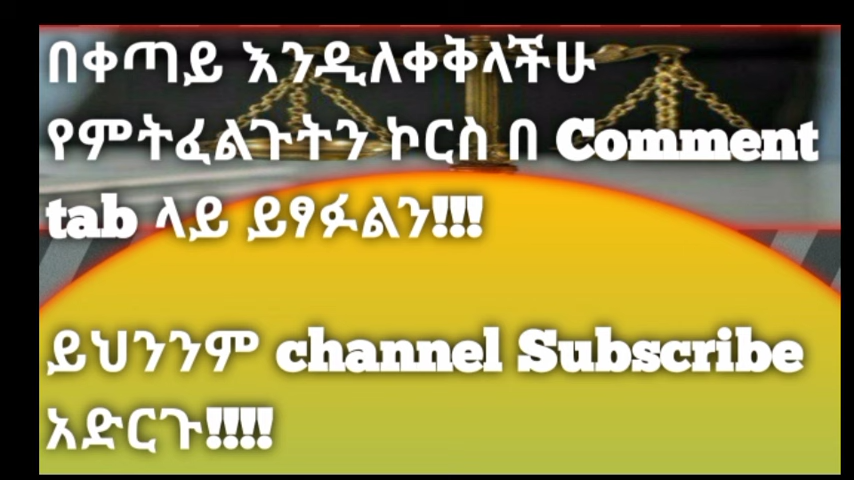 በቀጣይ እንዲለቀቅላችሁ
የምትፈልጉትን ኮርስ በ Comment
tab ላይ ይፃፉልን!!!
ይህንንም channel Subscribe
አድርጉ!!!!